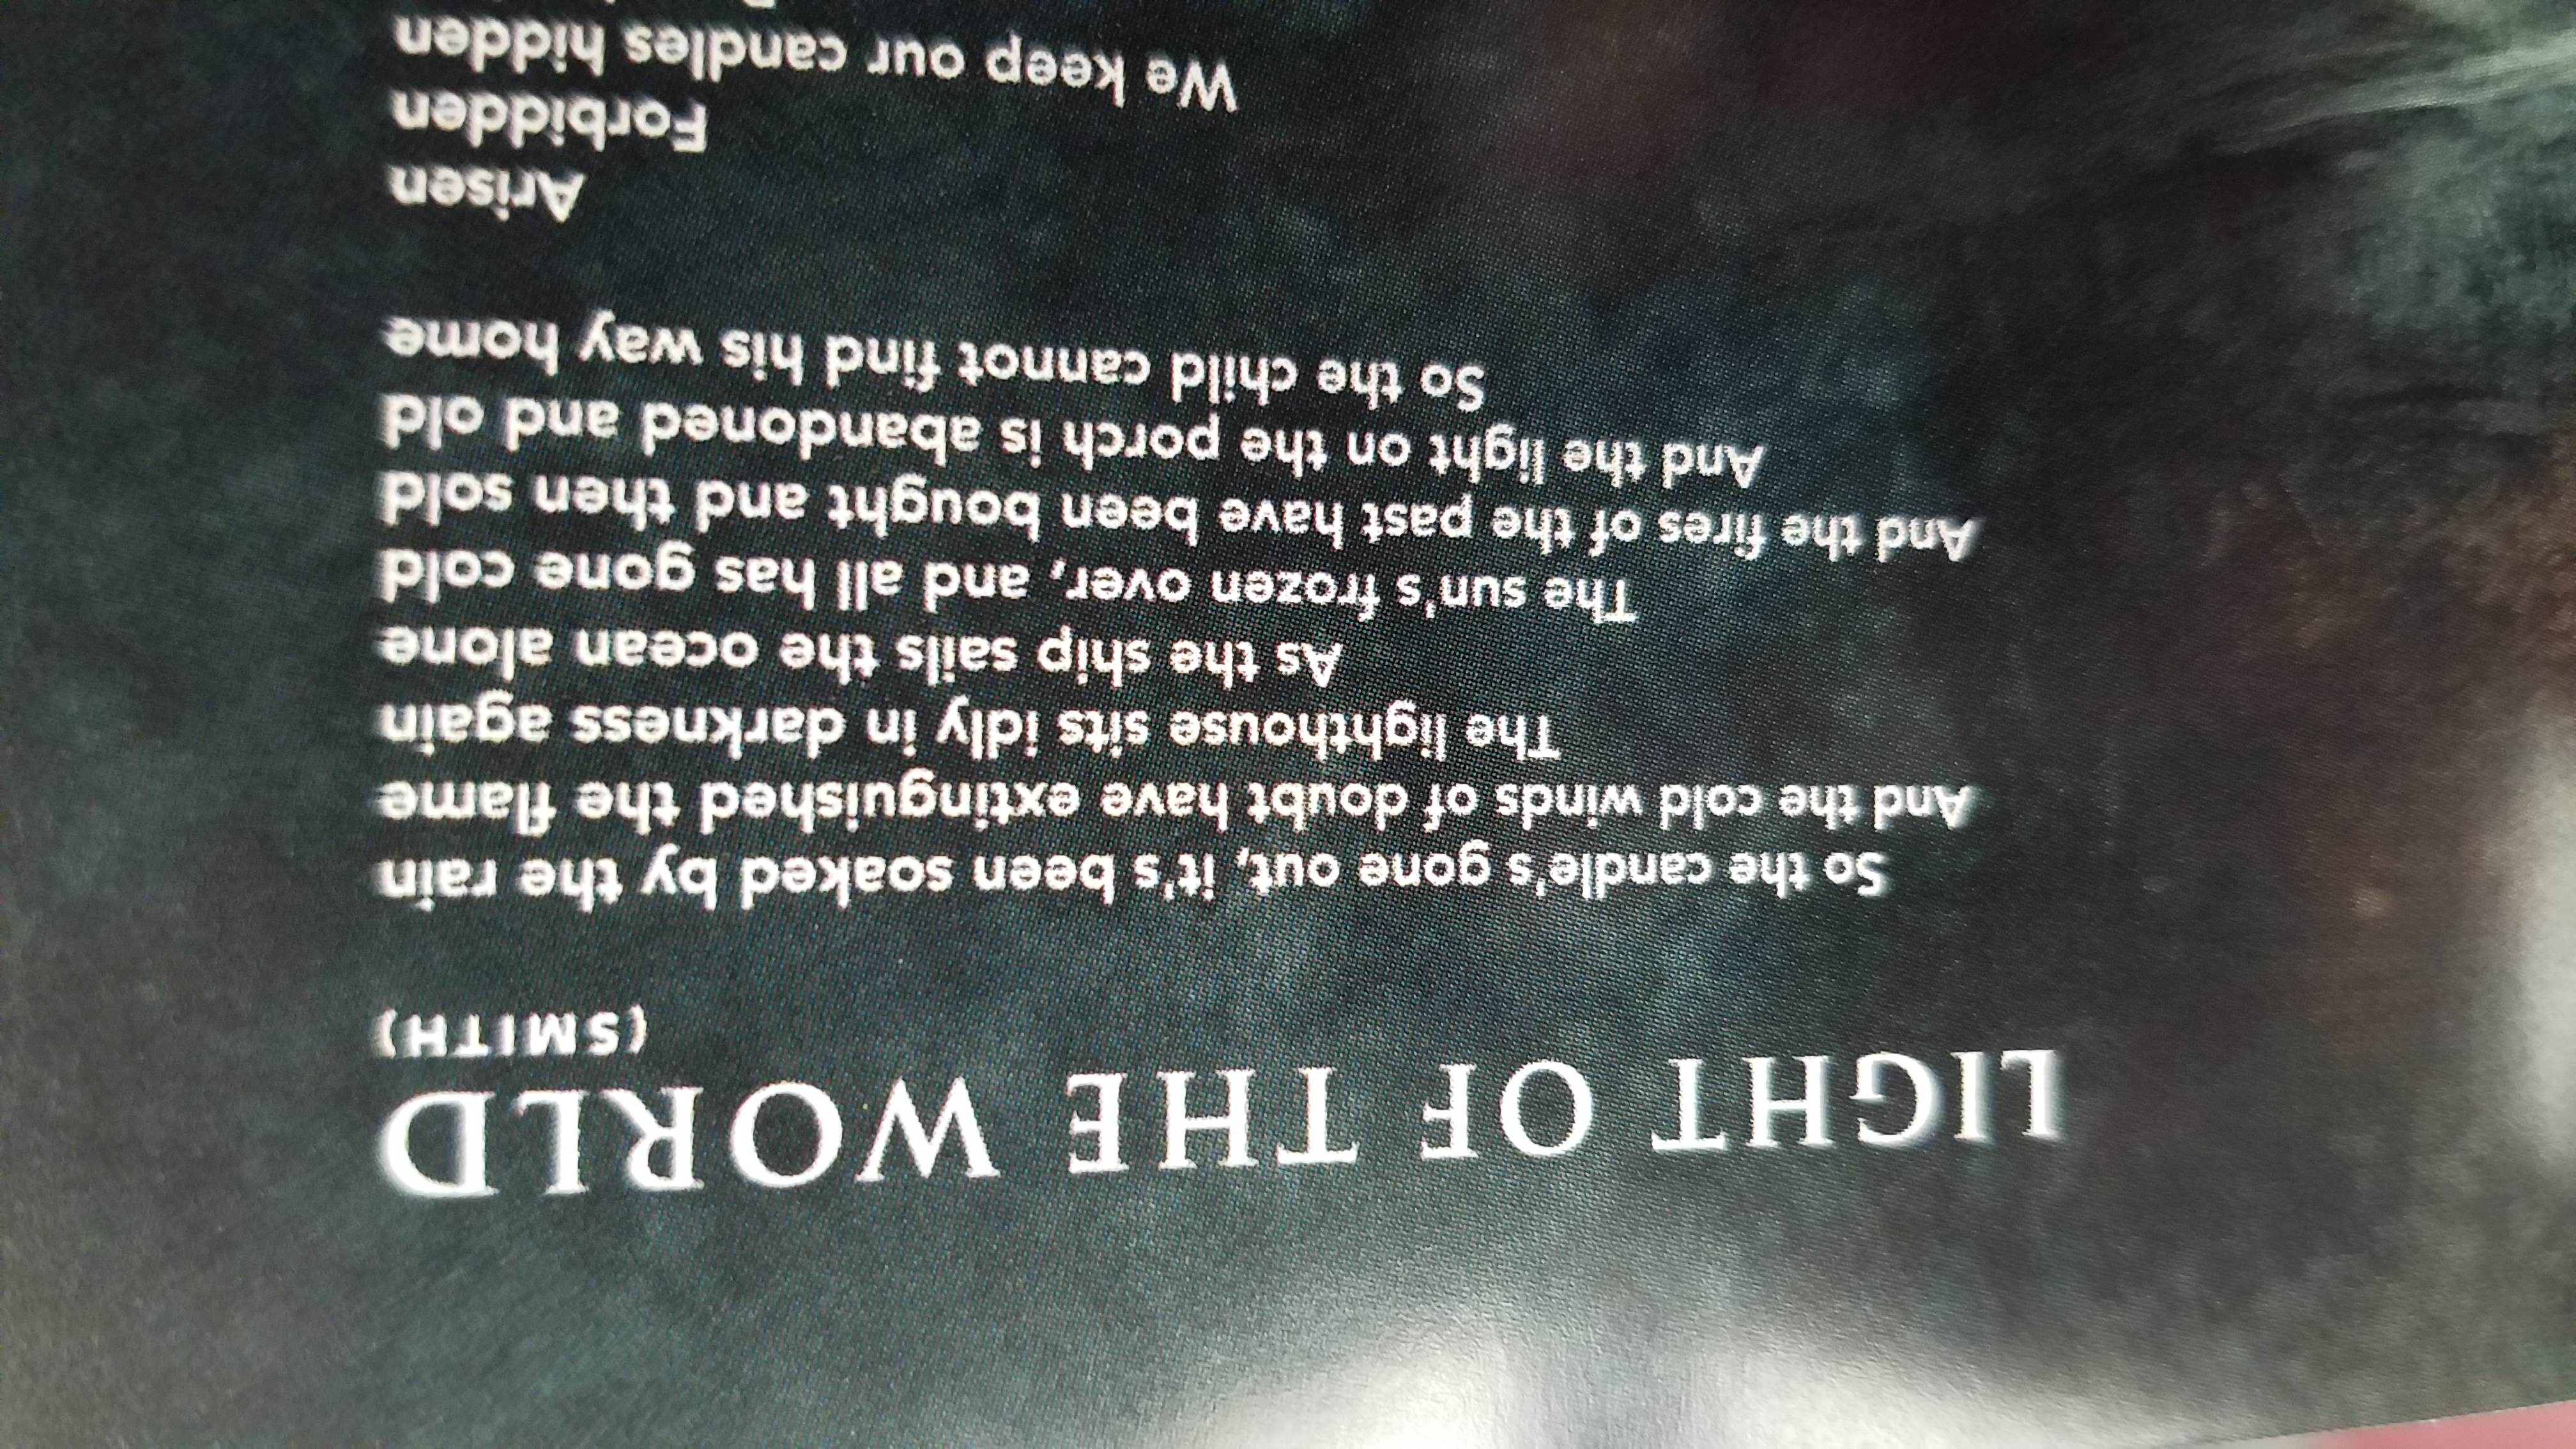 LIGHT OF THE WORLD
(SMITH)
So the candle's gone out, it's been soaked by the rain
And the cold winds of doubt have extinguished the flame
The lighthouse sits idly in darkness again
As the ship sails the ocean alone
The sun's frozen over, and all has gone cold
And the fires of the past have been bought and then sold
And the light on the porch is abandoned and old
So the child cannot find his way home
Arisen
Forbidden
We keep our candles hidden